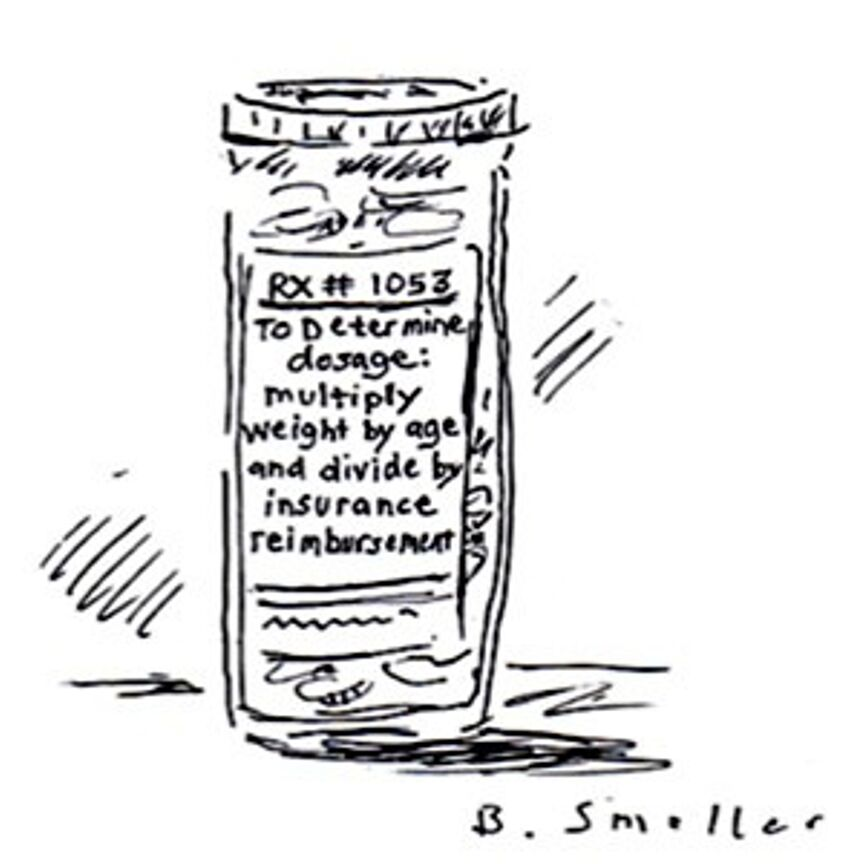 RX # 1053
To Determine
dosage:
multiply
weight by age
and divide by
insurance
reimbursement
B. Smaller